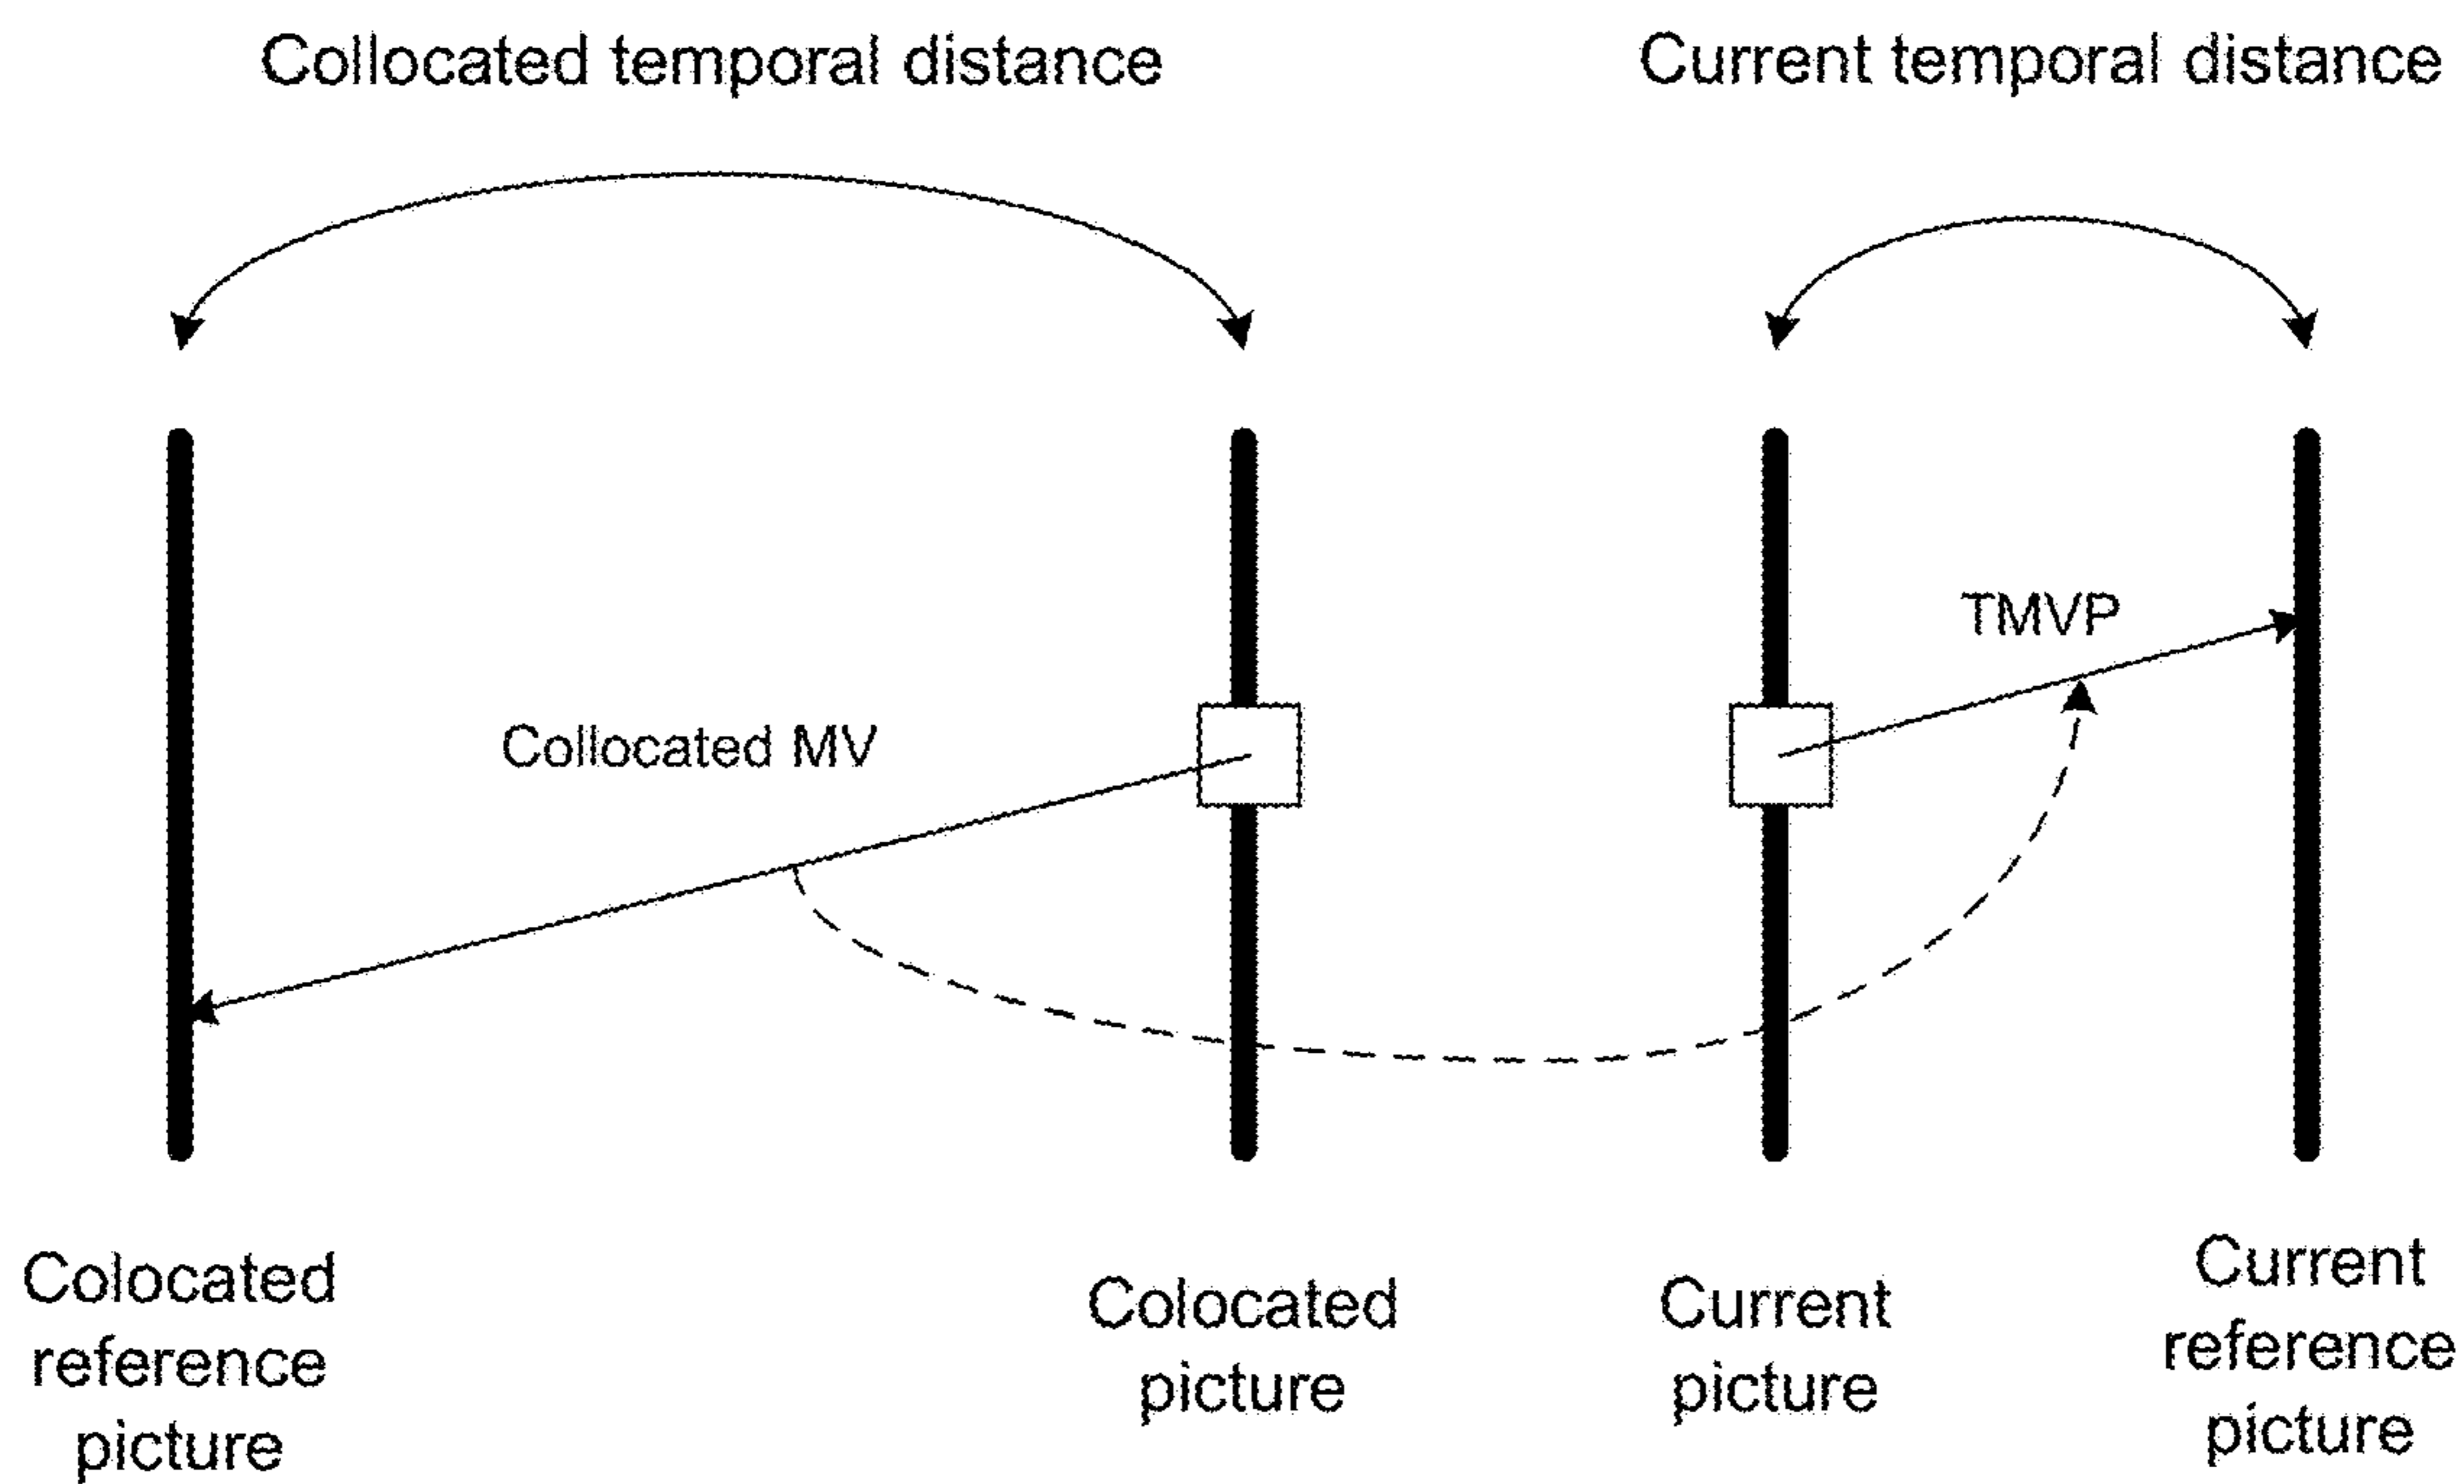 Collocated temporal distance
Current temporal distance
TMVP
Collocated MV
Colocated
reference
picture
Colocated
picture
Current
picture
Current
reference
picture